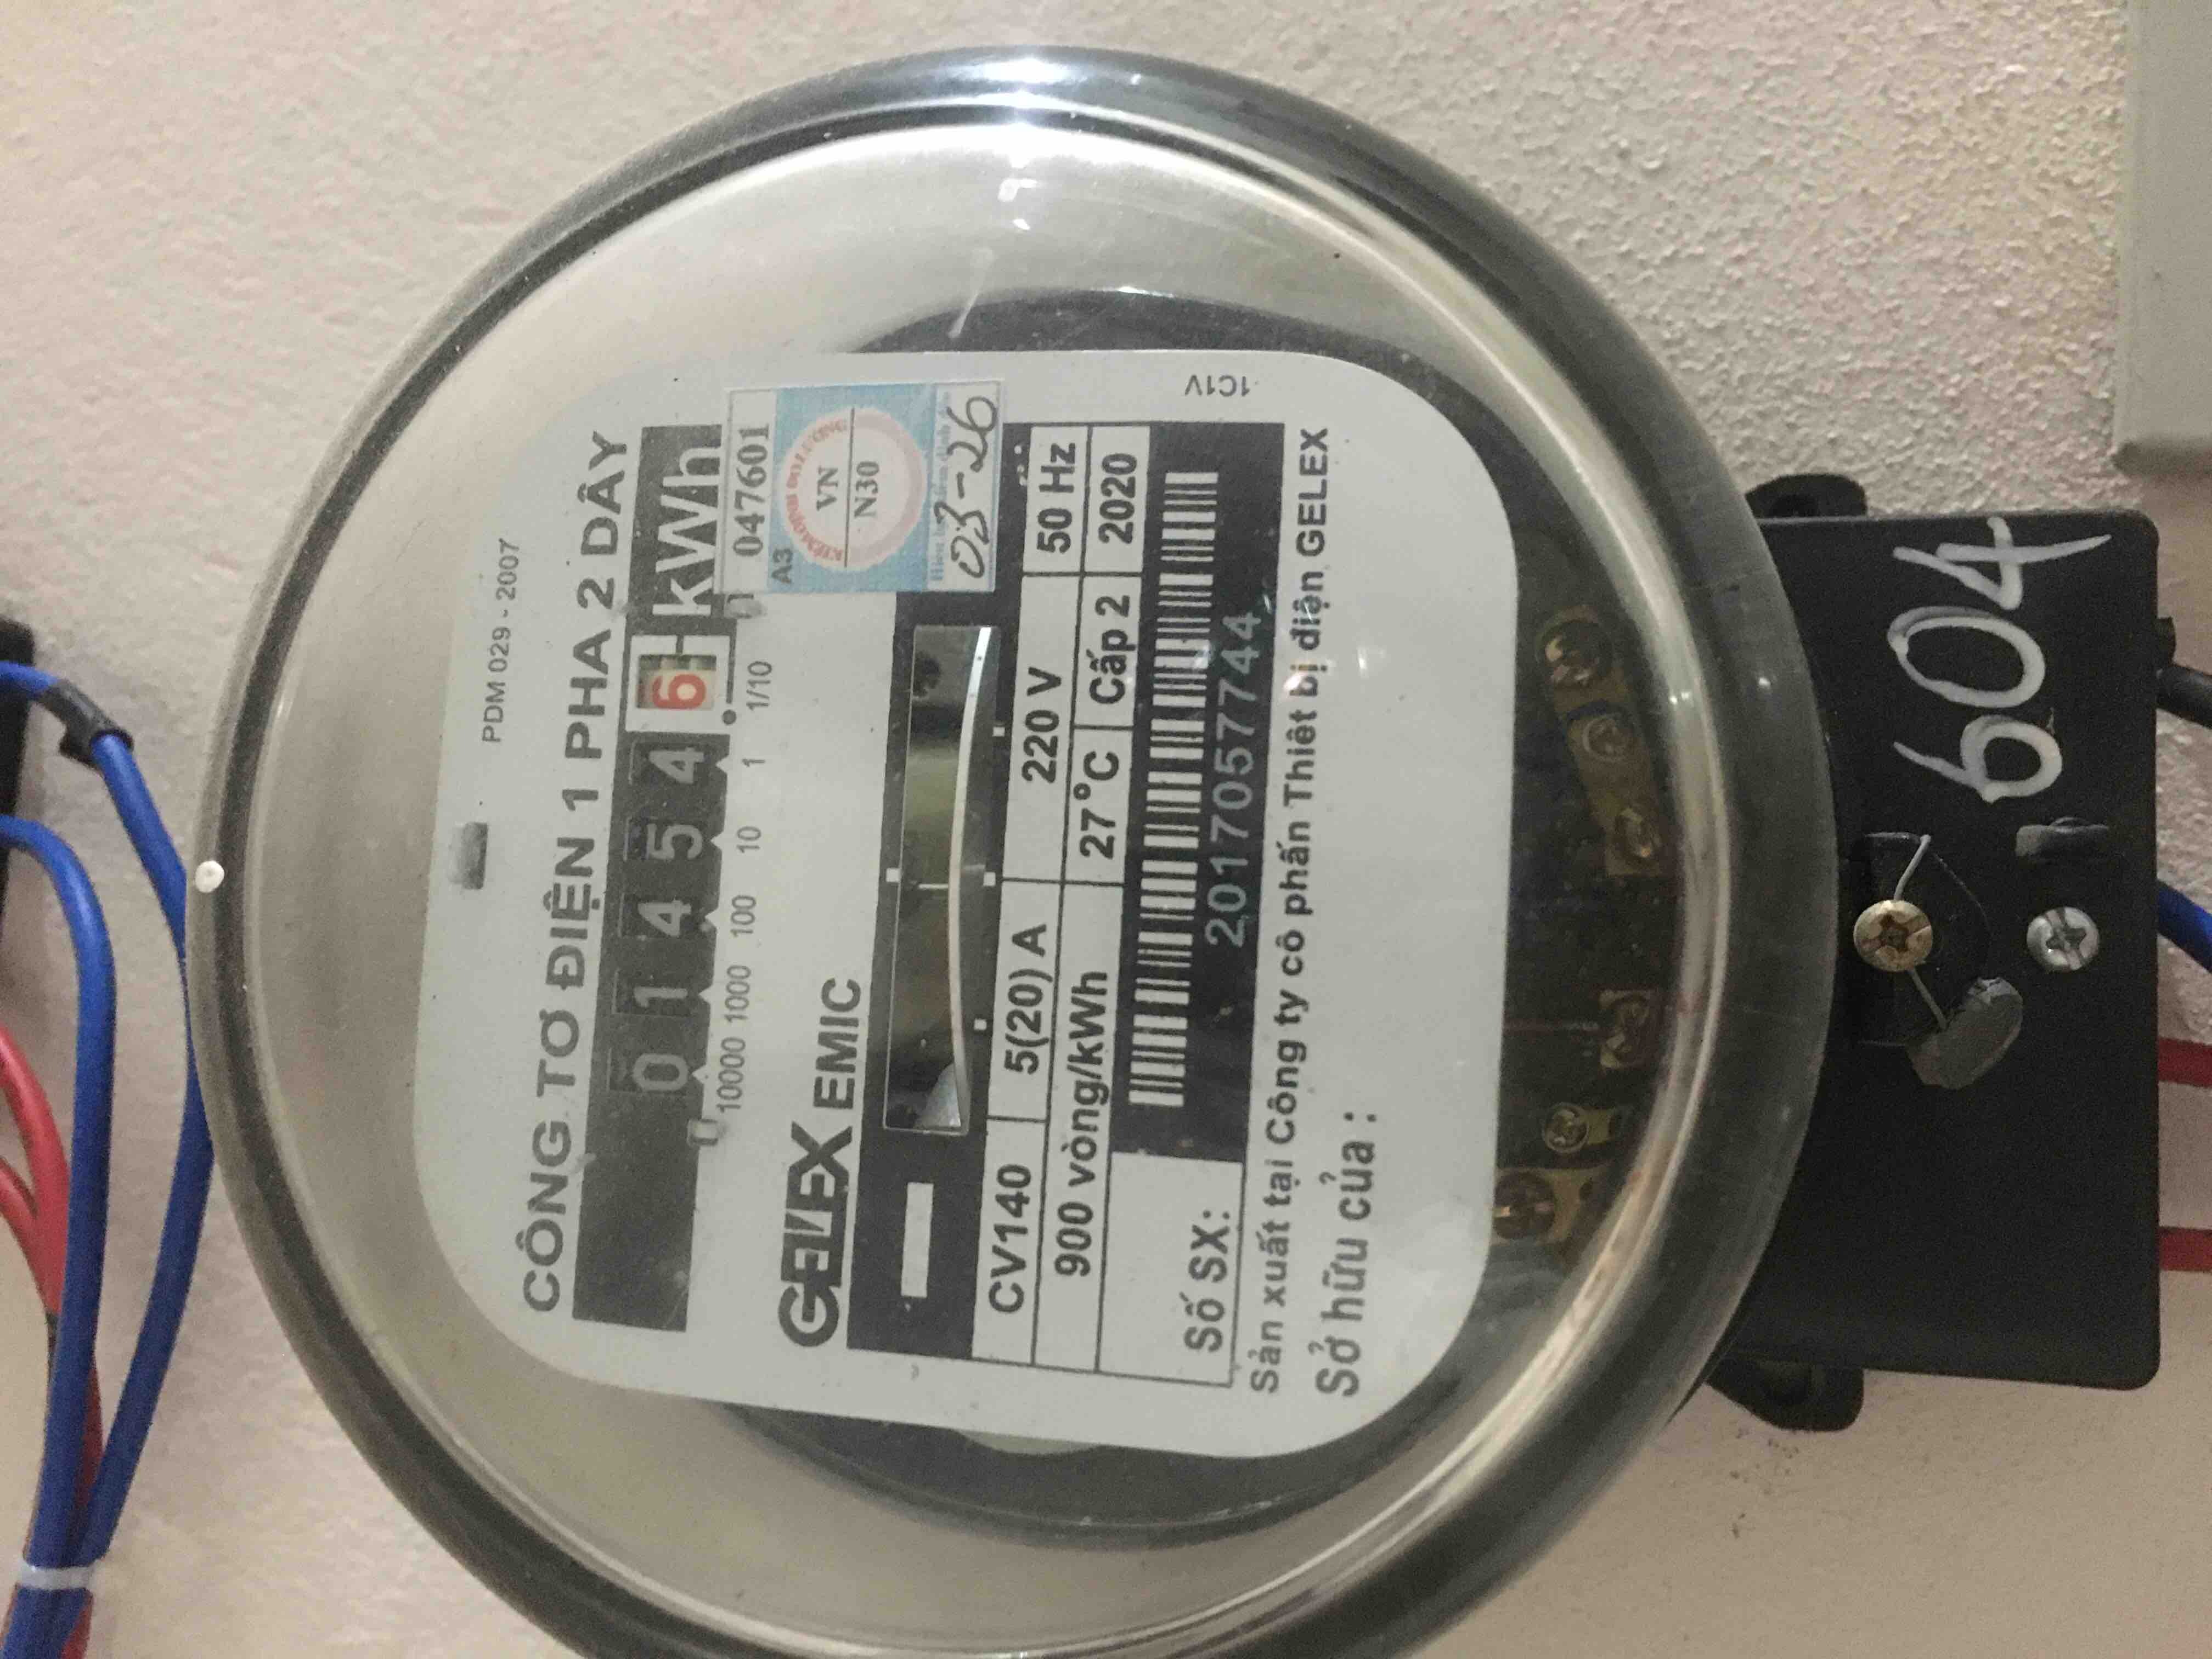 PDM 029 - 2007
CÔNG TƠ ĐIỆN 1 PHA 2 DÂY
0 1 4 5 4 6 kWh
10000 1000 100 10 1 1/10
047601
A3
VN
N30
03-26
GELEX EMIC
CV140 5(20) A 220 V 50 Hz
900 vòng/kWh 27°C Cấp 2 2020
Số SX:
2017057744
Sản xuất tại Công ty cổ phần Thiết bị điện GELEX
Sở hữu của :
1C1V
604